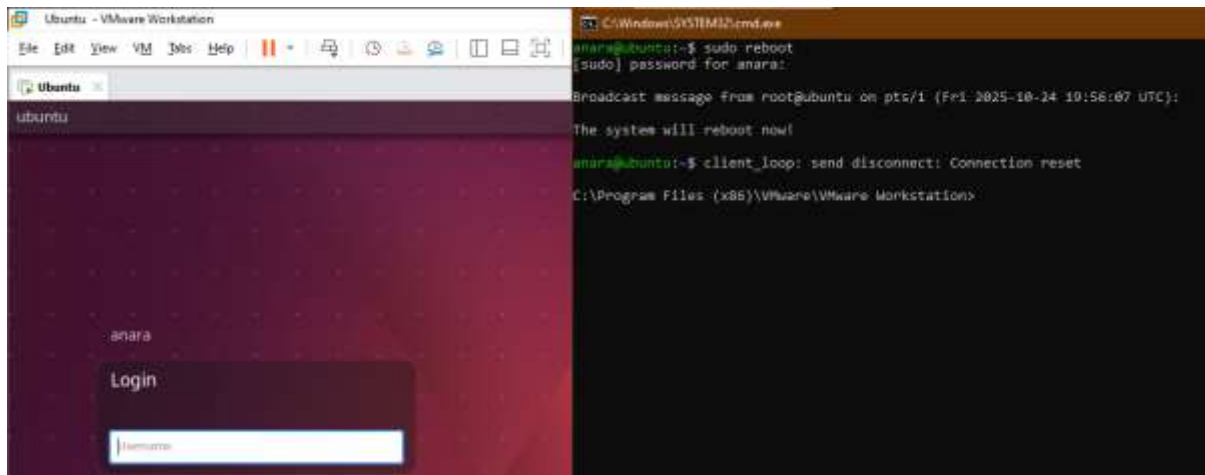 Ubuntu - VMware Workstation
File Edit View VM Tabs Help
Ubuntu
ubuntu
anara
Login
Username
C:\Windows\SYSTEM32\cmd.exe
anara@ubuntu:~$ sudo reboot
[sudo] password for anara:
Broadcast message from root@ubuntu on pts/1 (Fri 2025-10-24 19:56:07 UTC):
The system will reboot now!
anara@ubuntu:~$ client_loop: send disconnect: Connection reset
C:\Program Files (x86)\VMware\VMware Workstation>